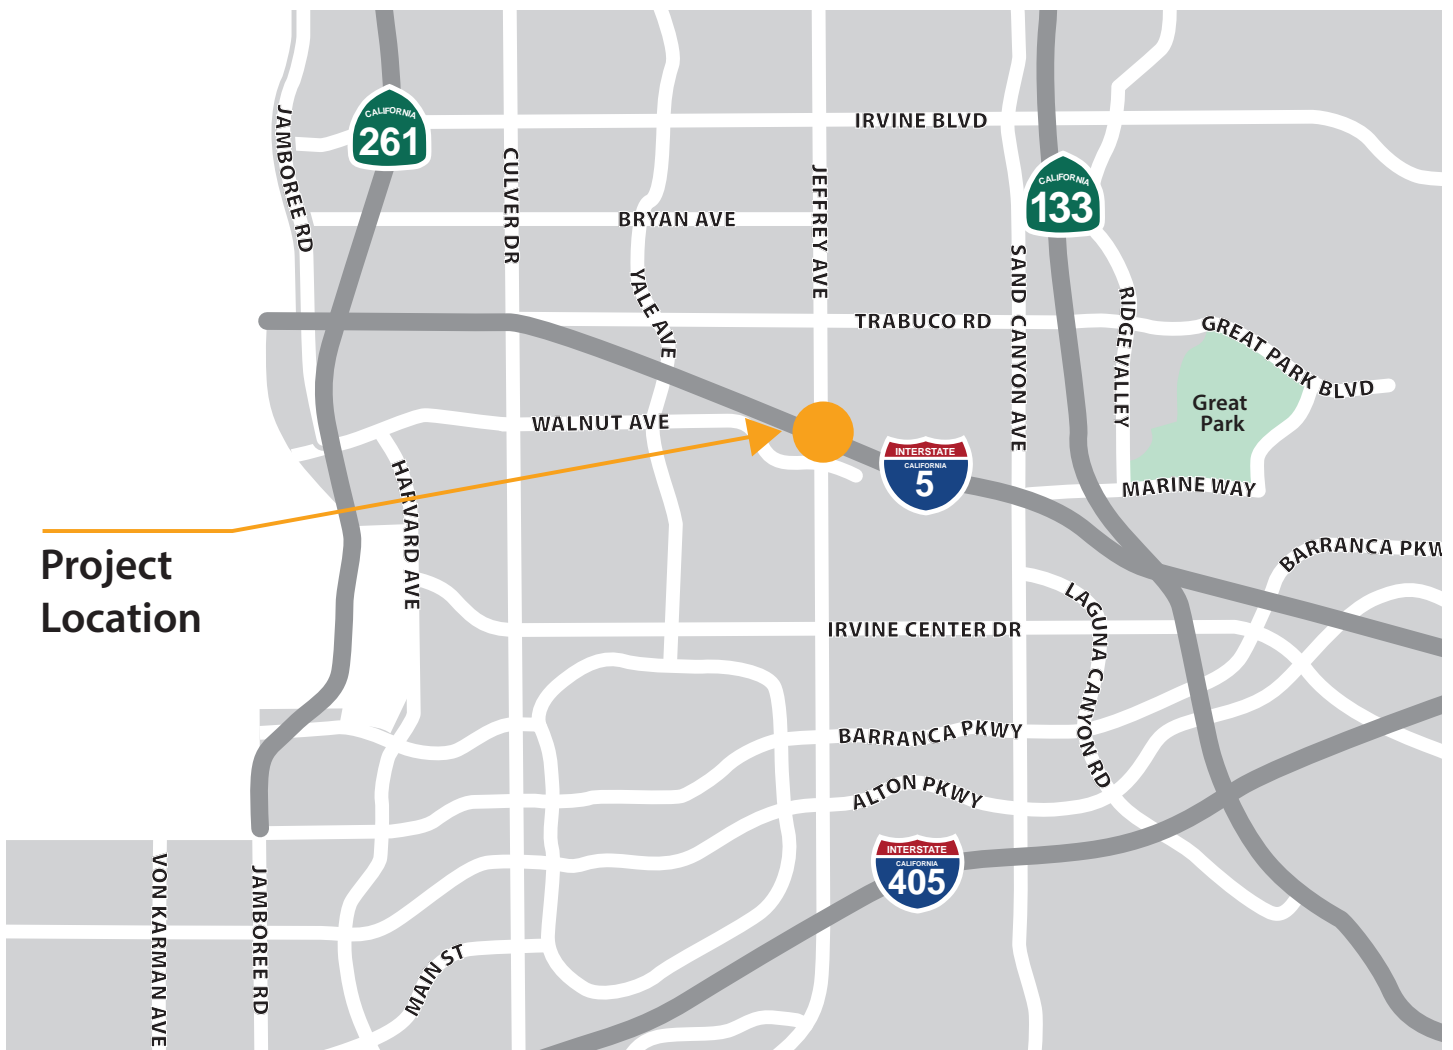 JAMBOREE RD
CALIFORNIA
261
CULVER DR
IRVINE BLVD
JEFFREY AVE
CALIFORNIA
133
BRYAN AVE
YALE AVE
SAND CANYON AVE
RIDGE VALLEY
TRABUCO RD
GREAT PARK BLVD
Great
Park
WALNUT AVE
INTERSTATE
CALIFORNIA
5
MARINE WAY
HARVARD AVE
Project
Location
BARRANCA PKW
LAGUNA CANYON RD
IRVINE CENTER DR
BARRANCA PKWY
ALTON PKWY
INTERSTATE
CALIFORNIA
405
VON KARMAN AVE
JAMBOREE RD
MAIN ST